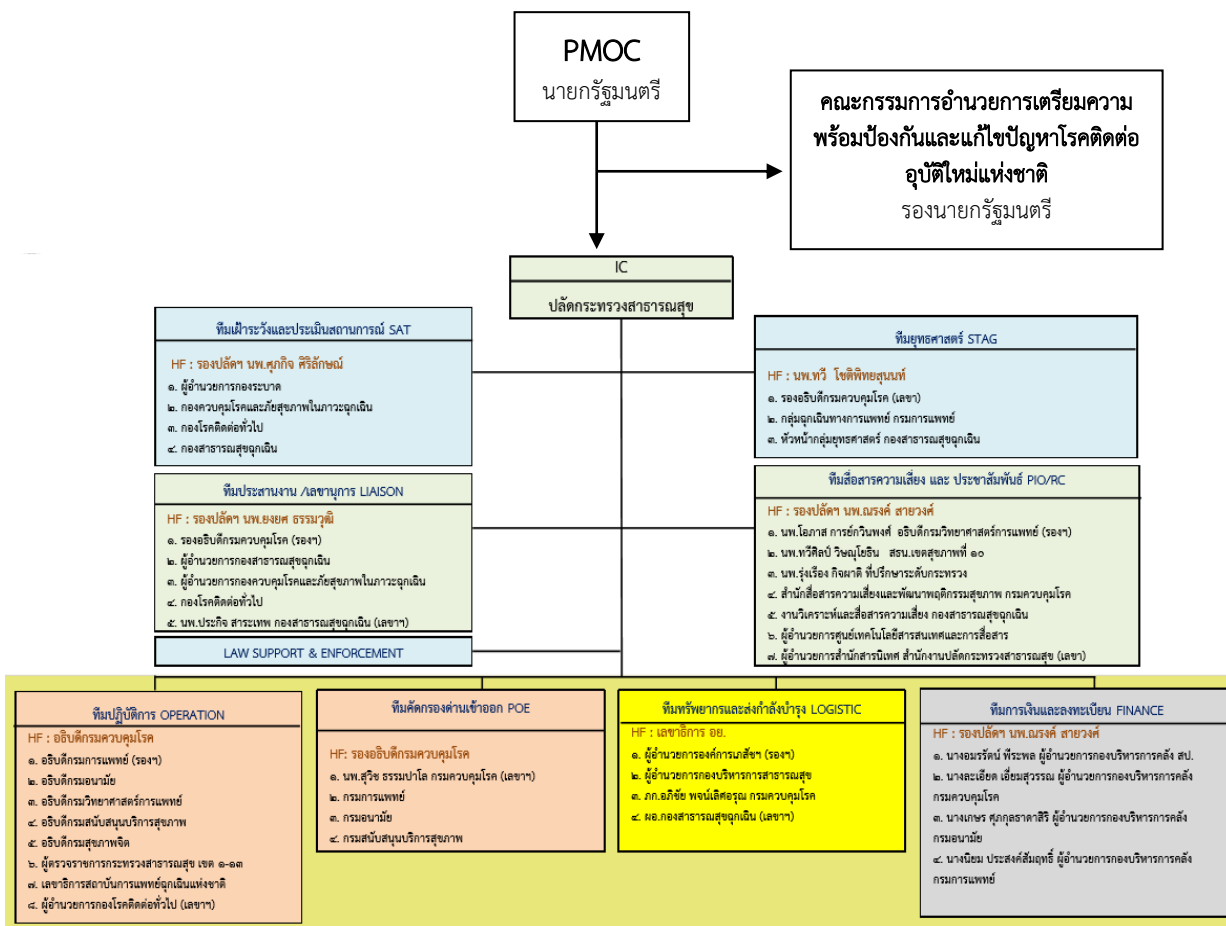 PMOC
นายกรัฐมนตรี
คณะกรรมการอำนวยการเตรียมความ
พร้อมป้องกันและแก้ไขปัญหาโรคติดต่อ
อุบัติใหม่แห่งชาติ
รองนายกรัฐมนตรี
IC
ปลัดกระทรวงสาธารณสุข
ทีมเฝ้าระวังและประเมินสถานการณ์ SAT
HF : รองปลัดฯ นพ.ศุภกิจ ศิริลักษณ์
๑. ผู้อำนวยการกองระบาด
๒. กองควบคุมโรคและภัยสุขภาพในภาวะฉุกเฉิน
๓. กองโรคติดต่อทั่วไป
๔. กองสาธารณสุขฉุกเฉิน
ทีมยุทธศาสตร์ STAG
HF : นพ.ทวี โชติพิทยสุนนท์
๑. รองอธิบดีกรมควบคุมโรค (เลขา)
๒. กลุ่มฉุกเฉินทางการแพทย์ กรมการแพทย์
๓. หัวหน้ากลุ่มยุทธศาสตร์ กองสาธารณสุขฉุกเฉิน
ทีมประสานงาน /เลขานุการ LIAISON
HF : รองปลัดฯ นพ.ยงยศ ธรรมวุฒิ
๑. รองอธิบดีกรมควบคุมโรค (รองฯ)
๒. ผู้อำนวยการกองสาธารณสุขฉุกเฉิน
๓. ผู้อำนวยการกองควบคุมโรคและภัยสุขภาพในภาวะฉุกเฉิน
๔. กองโรคติดต่อทั่วไป
๕. นพ.ประกิจ สาระเทพ กองสาธารณสุขฉุกเฉิน (เลขาฯ)
ทีมสื่อสารความเสี่ยง และ ประชาสัมพันธ์ PIO/RC
HF : รองปลัดฯ นพ.ณรงค์ สายวงศ์
๑. นพ.โอภาส การย์กวินพงศ์ อธิบดีกรมวิทยาศาสตร์การแพทย์ (รองฯ)
๒. นพ.ทวีศิลป์ วิษณุโยธิน สธน.เขตสุขภาพที่ ๑๐
๓. นพ.รุ่งเรือง กิจผาติ ที่ปรึกษาระดับกระทรวง
๔. สำนักสื่อสารความเสี่ยงและพัฒนาพฤติกรรมสุขภาพ กรมควบคุมโรค
๕. งานวิเคราะห์และสื่อสารความเสี่ยง กองสาธารณสุขฉุกเฉิน
๖. ผู้อำนวยการศูนย์เทคโนโลยีสารสนเทศและการสื่อสาร
๗. ผู้อำนวยการสำนักสารนิเทศ สำนักงานปลัดกระทรวงสาธารณสุข (เลขา)
LAW SUPPORT & ENFORCEMENT
ทีมปฏิบัติการ OPERATION
HF : อธิบดีกรมควบคุมโรค
๑. อธิบดีกรมการแพทย์ (รองฯ)
๒. อธิบดีกรมอนามัย
๓. อธิบดีกรมวิทยาศาสตร์การแพทย์
๔. อธิบดีกรมสนับสนุนบริการสุขภาพ
๕. อธิบดีกรมสุขภาพจิต
๖. ผู้ตรวจราชการกระทรวงสาธารณสุข เขต ๑-๑๓
๗. เลขาธิการสถาบันการแพทย์ฉุกเฉินแห่งชาติ
๘. ผู้อำนวยการกองโรคติดต่อทั่วไป (เลขาฯ)
ทีมคัดกรองด่านเข้าออก POE
HF: รองอธิบดีกรมควบคุมโรค
๑. นพ.สุวิช ธรรมปาโล กรมควบคุมโรค (เลขาฯ)
๒. กรมการแพทย์
๓. กรมอนามัย
๔. กรมสนับสนุนบริการสุขภาพ
ทีมทรัพยากรและส่งกำลังบำรุง LOGISTIC
HF : เลขาธิการ อย.
๑. ผู้อำนวยการองค์การเภสัชฯ (รองฯ)
๒. ผู้อำนวยการกองบริหารการสาธารณสุข
๓. ภก.อภิชัย พจน์เลิศอรุณ กรมควบคุมโรค
๔. ผอ.กองสาธารณสุขฉุกเฉิน (เลขาฯ)
ทีมการเงินและลงทะเบียน FINANCE
HF : รองปลัดฯ นพ.ณรงค์ สายวงศ์
๑. นางอมรรัตน์ พีระพล ผู้อำนวยการกองบริหารการคลัง สป.
๒. นางละเอียด เอี่ยมสุวรรณ ผู้อำนวยการกองบริหารการคลัง
กรมควบคุมโรค
๓. นางเกษร ศุภกุลธาดาสิริ ผู้อำนวยการกองบริหารการคลัง
กรมอนามัย
๔. นางนิยม ประสงค์สัมฤทธิ์ ผู้อำนวยการกองบริหารการคลัง
กรมการแพทย์